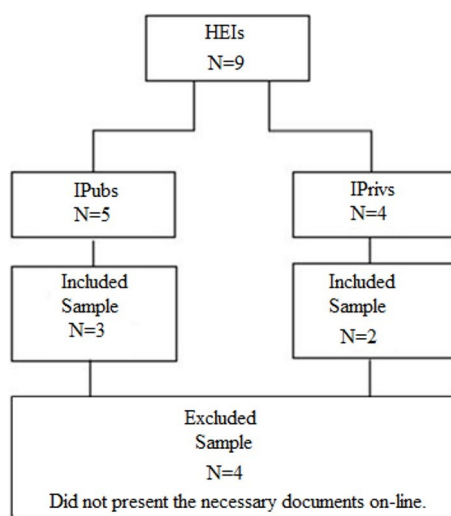 HEIs
N=9
IPubs
N=5
IPrivs
N=4
Included
Sample
N=3
Included
Sample
N=2
Excluded
Sample
N=4
Did not present the necessary documents on-line.